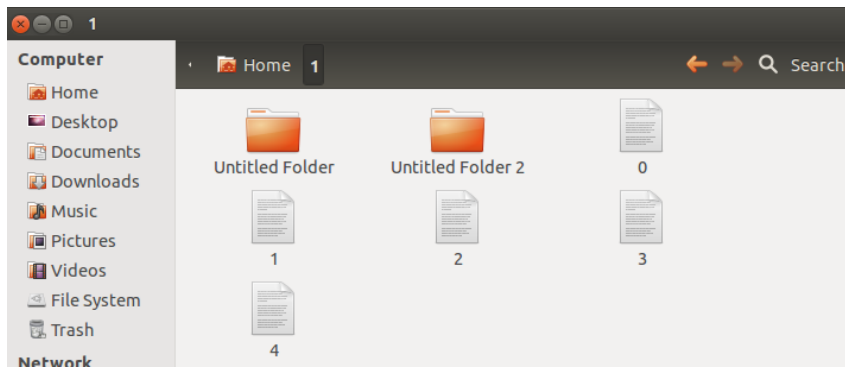 1
Computer
Home
Desktop
Documents
Downloads
Music
Pictures
Videos
File System
Trash
Network
Home 1 Search
Untitled Folder Untitled Folder 2 0
1 2 3
4